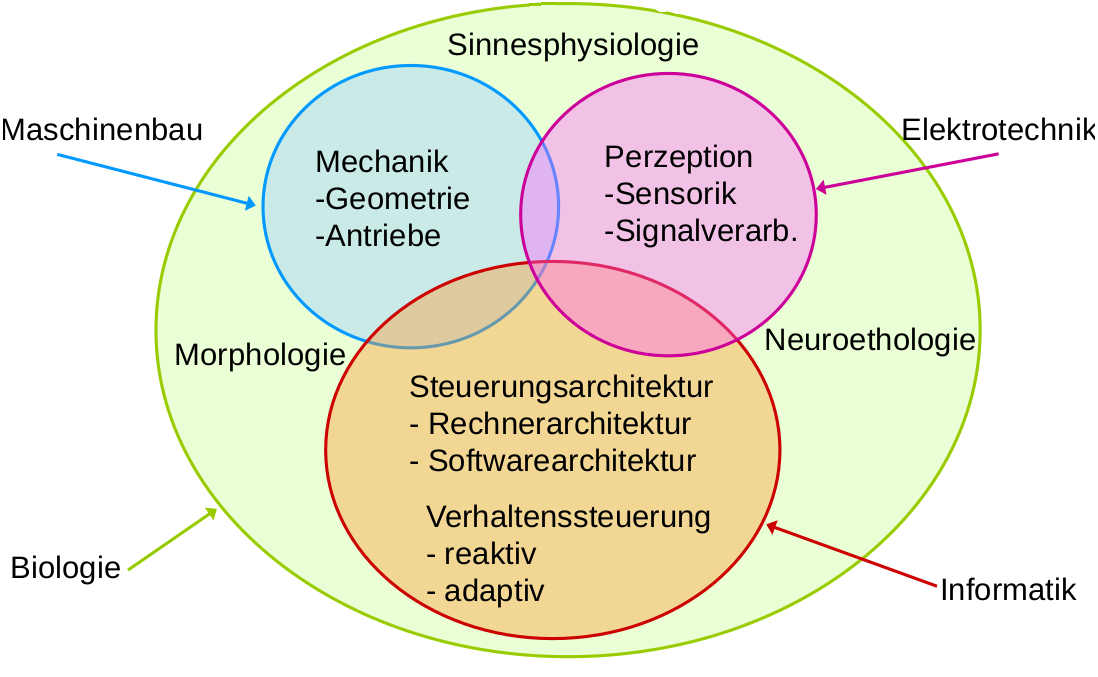 Sinnesphysiologie
Maschinenbau
Elektrotechnik
Mechanik
-Geometrie
-Antriebe
Perzeption
-Sensorik
-Signalverarb.
Morphologie
Neuroethologie
Steuerungsarchitektur
- Rechnerarchitektur
- Softwarearchitektur
Verhaltenssteuerung
- reaktiv
- adaptiv
Biologie
Informatik